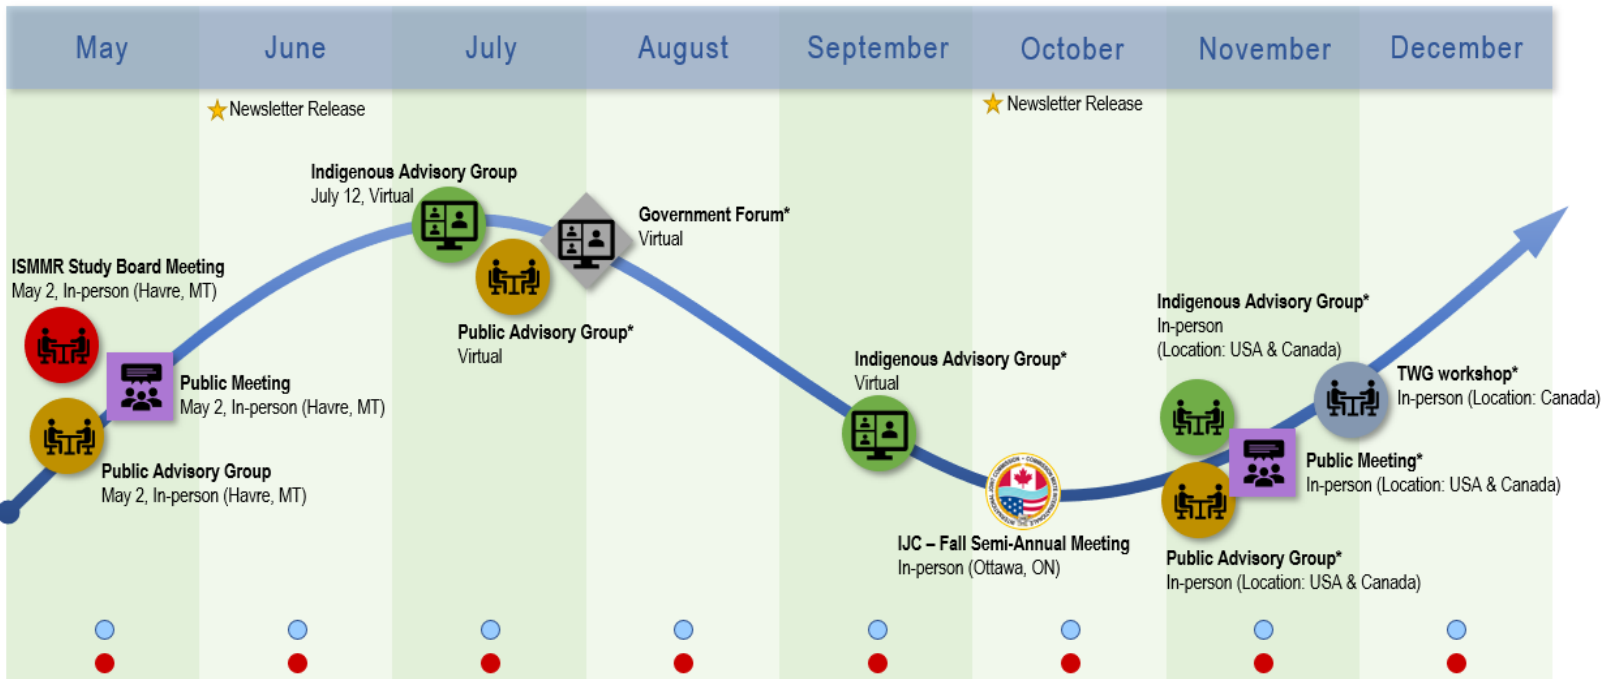 May
June
July
August
September
October
November
December
Newsletter Release
Newsletter Release
ISMMR Study Board Meeting
May 2, In-person (Havre, MT)
Public Meeting
May 2, In-person (Havre, MT)
Public Advisory Group
May 2, In-person (Havre, MT)
Indigenous Advisory Group
July 12, Virtual
Public Advisory Group*
Virtual
Government Forum*
Virtual
Indigenous Advisory Group*
Virtual
IJC – Fall Semi-Annual Meeting
In-person (Ottawa, ON)
Indigenous Advisory Group*
In-person
(Location: USA & Canada)
Public Meeting*
In-person (Location: USA & Canada)
Public Advisory Group*
In-person (Location: USA & Canada)
TWG workshop*
In-person (Location: Canada)